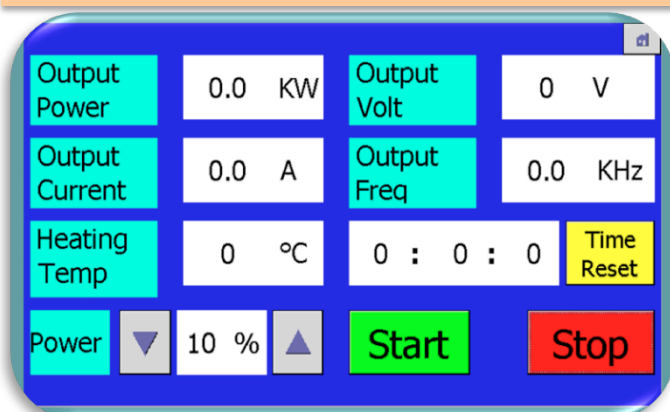 Output Power 0.0 KW Output Volt 0 V
Output Current 0.0 A Output Freq 0.0 KHz
Heating Temp 0 °C 0 : 0 : 0 Time Reset
Power 10 % Start Stop